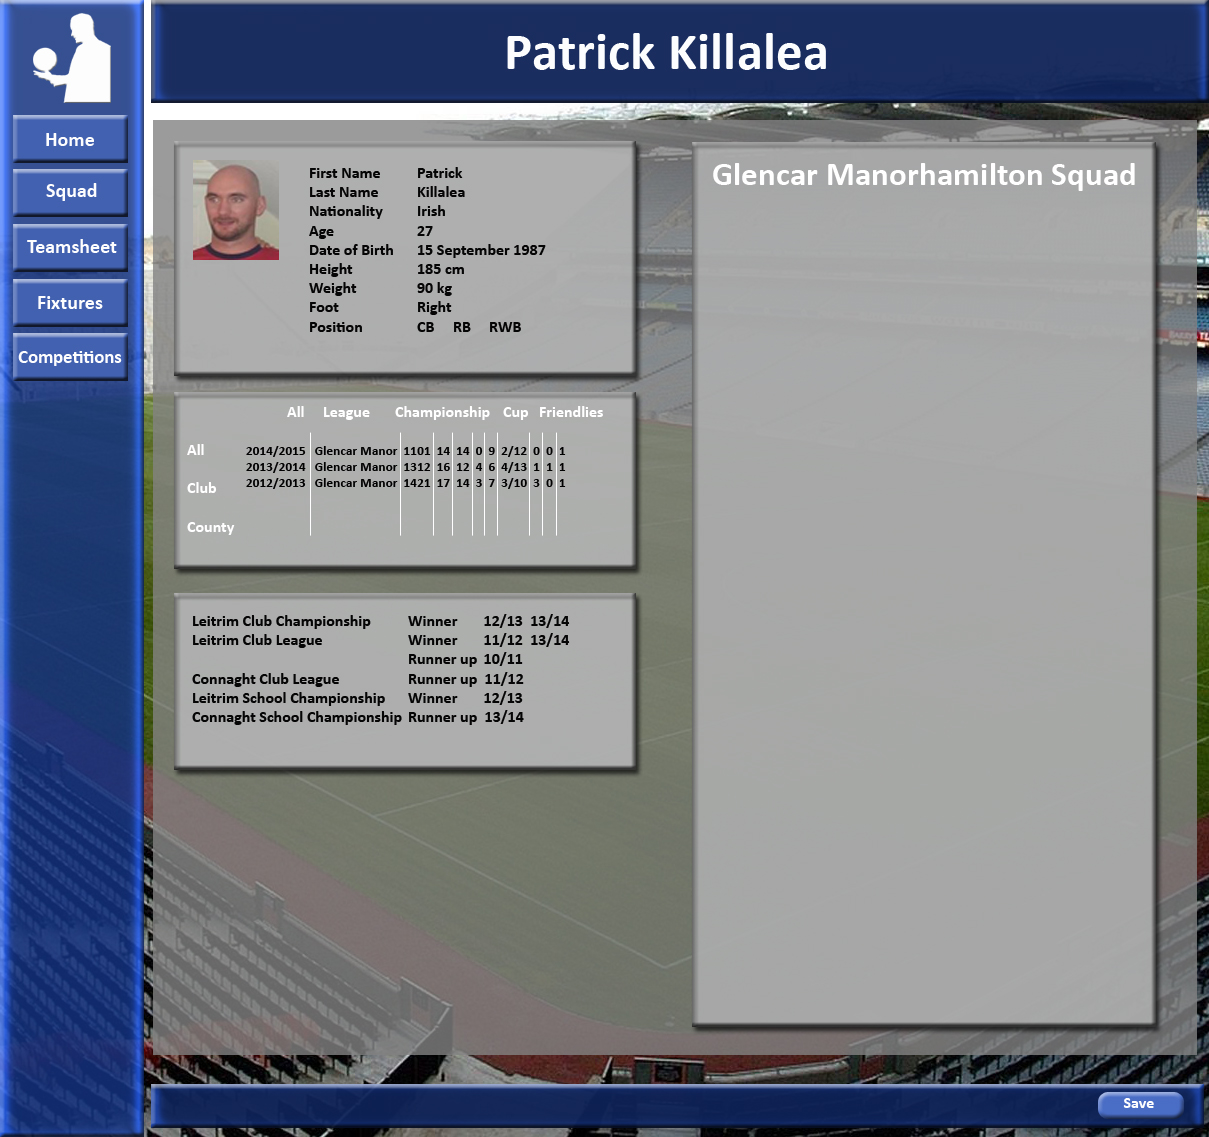 Patrick Killalea
Home
Squad
Teamsheet
Fixtures
Competitions
First Name Patrick
Last Name Killalea
Nationality Irish
Age 27
Date of Birth 15 September 1987
Height 185 cm
Weight 90 kg
Foot Right
Position CB RB RWB
All League Championship Cup Friendlies
All
Club
County
2014/2015 Glencar Manor 1101 14 14 0 9 2/12 0 0 1
2013/2014 Glencar Manor 1312 16 12 4 6 4/13 1 1 1
2012/2013 Glencar Manor 1421 17 14 3 7 3/10 3 0 1
Leitrim Club Championship Winner 12/13 13/14
Leitrim Club League Winner 11/12 13/14
Runner up 10/11
Connaght Club League Runner up 11/12
Leitrim School Championship Winner 12/13
Connaght School Championship Runner up 13/14
Glencar Manorhamilton Squad
Save